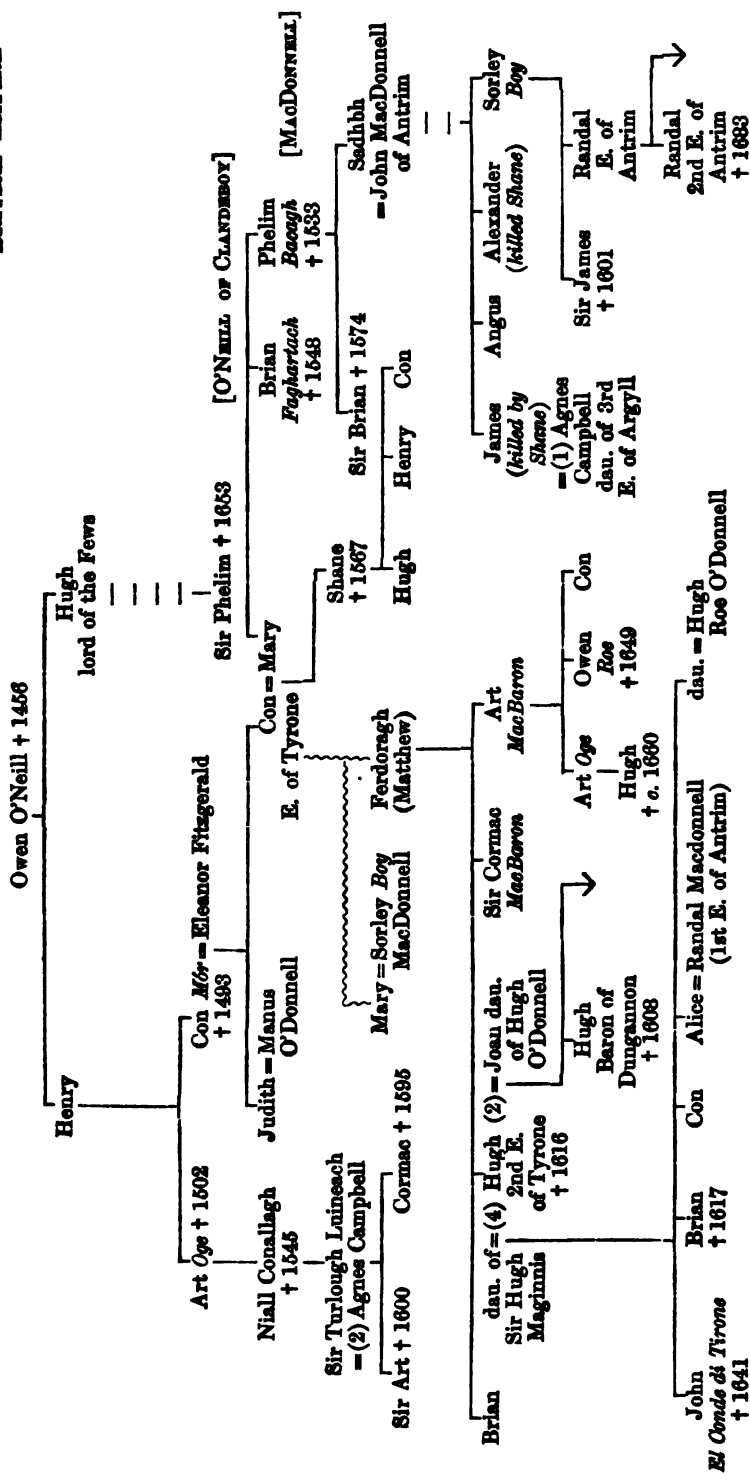 Owen O'Neill † 1456
Henry
Hugh
lord of the Fews
Art Oge † 1502
Con Mór = Eleanor Fitzgerald
† 1493
Sir Phelim † 1653
[O'NEILL OF CLANDEBOY]
[MACDONNELL]
Niall Conallagh
† 1545
Judith = Manus
O'Donnell
Con = Mary
E. of Tyrone
Brian
Faghartach
† 1548
Phelim
Bacagh
† 1533
Sir Turlough Luineach
=(2) Agnes Campbell
Mary = Sorley Boy
MacDonnell
Ferdoragh
(Matthew)
Shane
† 1567
Sir Brian † 1574
Sadhbh
=John MacDonnell
of Antrim
Sir Art † 1600
Cormac † 1595
Hugh
Henry
Con
Brian
dau. of =(4) Hugh (2)= Joan dau.
Sir Hugh
Maginnis
2nd E.
of Tyrone
† 1616
of Hugh
O'Donnell
Sir Cormac
MacBaron
Art
MacBaron
James
(killed by
Shane)
=(1) Agnes
Campbell
dau. of 3rd
E. of Argyll
Angus
Alexander
(killed Shane)
Sorley
Boy
Hugh
Baron of
Dungannon
† 1608
Art Oge
Owen
Roe
† 1649
Con
Hugh
† c. 1660
Sir James
† 1601
Randal
E. of
Antrim
Randal
2nd E. of
Antrim
† 1683
John
El Conde di Tirone
† 1641
Brian
† 1617
Con
Alice = Randal Macdonnell
(1st E. of Antrim)
dau. = Hugh
Roe O'Donnell